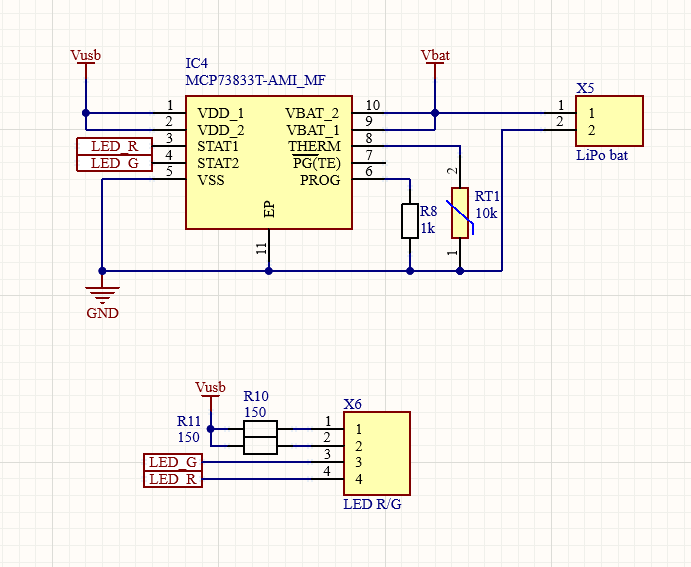 Vusb
IC4
MCP73833T-AMI_MF
Vbat
X5
1 VDD_1 VBAT_2 10 1 1
2 VDD_2 VBAT_1 9 2 2
LED_R 3 STAT1 THERM 8
LED_G 4 STAT2 PG(TE) 7
5 VSS PROG 6
LiPo bat
2
EP
R8
1k
RT1
10k
11
1
GND
Vusb
R10
150
R11
150
X6
1 1
2 2
LED_G 3 3
LED_R 4 4
LED R/G